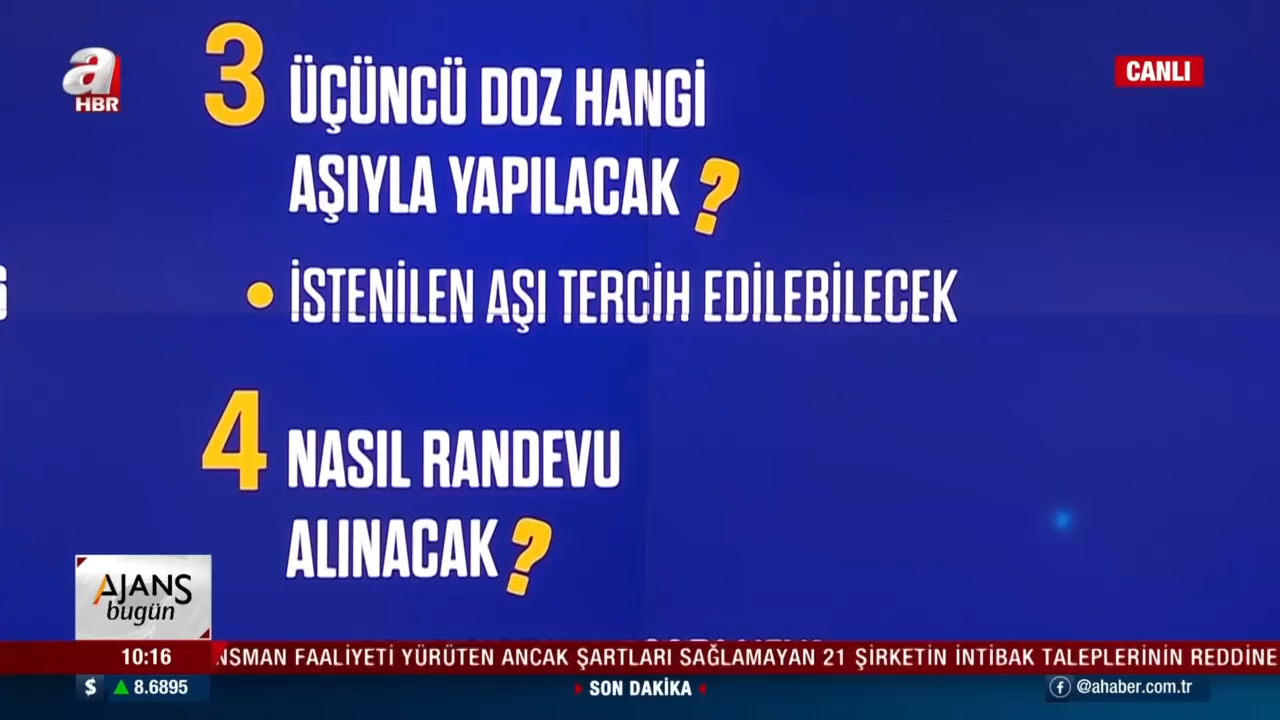 a
HBR
CANLI
3 ÜÇÜNCÜ DOZ HANGİ
AŞIYLA YAPILACAK ?
• İSTENİLEN AŞI TERCİH EDİLEBİLECEK
4 NASIL RANDEVU
ALINACAK ?
AJANS
bugün
10:16 NSMAN FAALİYETİ YÜRÜTEN ANCAK ŞARTLARI SAĞLAMAYAN 21 ŞİRKETİN İNTİBAK TALEPLERİNİN REDDİNE
$ ▲ 8.6895 SON DAKİKA @ahaber.com.tr